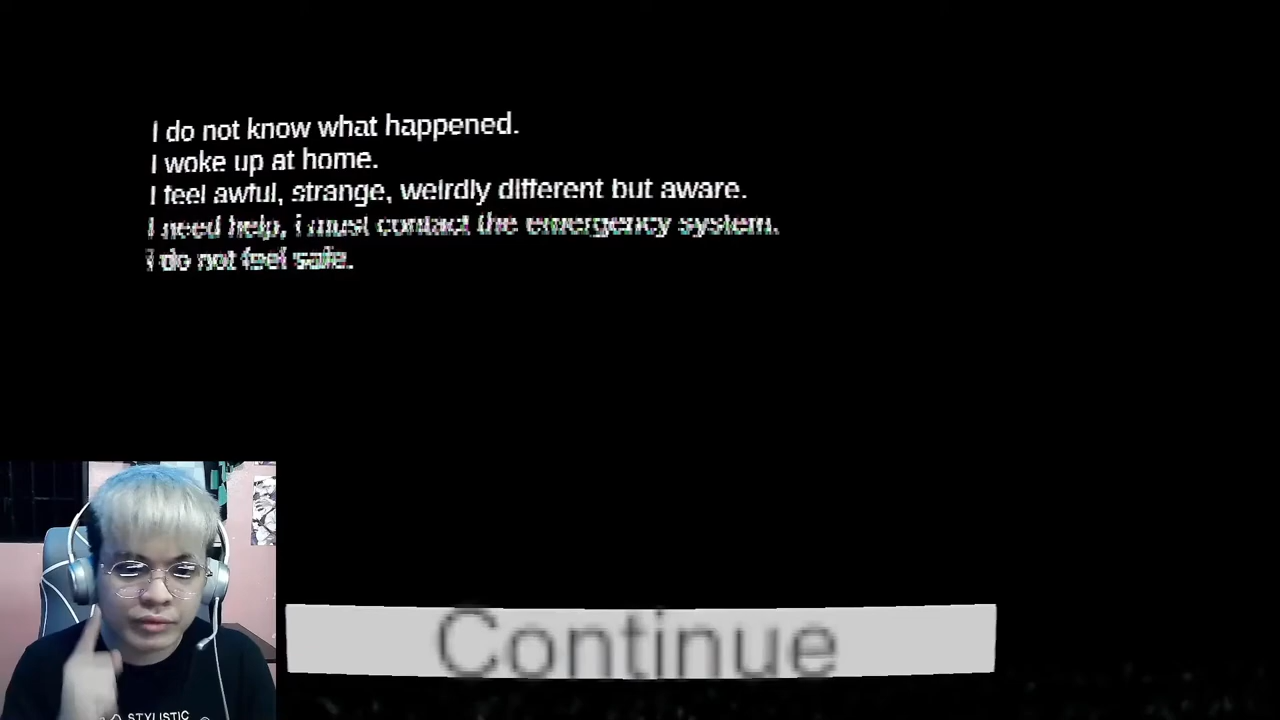 I do not know what happened.
I woke up at home.
I feel awful, strange, weirdly different but aware.
I need help, i must contact the emergency system.
I do not feel safe.
Continue
STYLISTIC